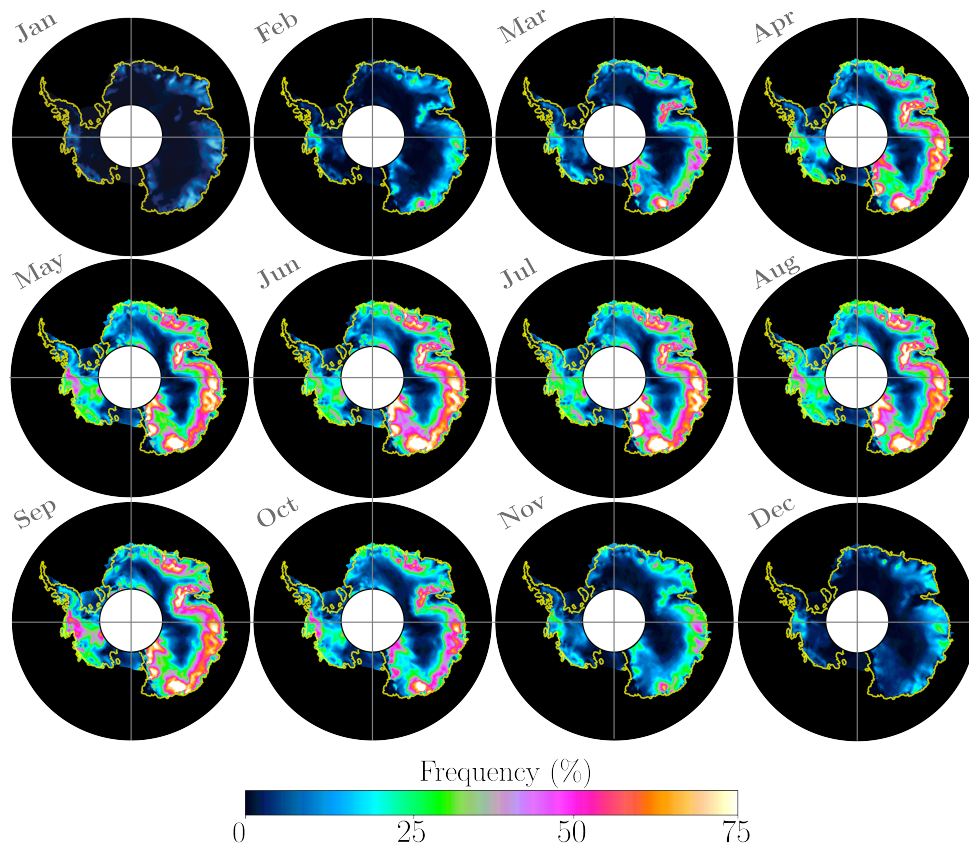 Jan Feb Mar Apr
May Jun Jul Aug
Sep Oct Nov Dec
Frequency (%)
0 25 50 75